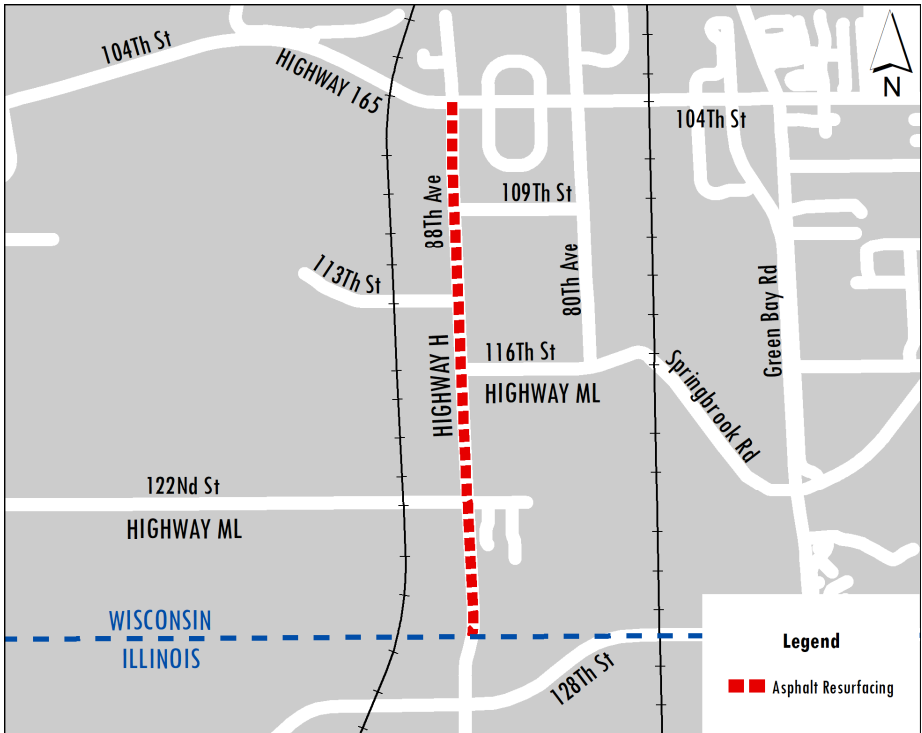 104Th St
HIGHWAY 165
N
104Th St
88Th Ave
109Th St
113Th St
80Th Ave
Green Bay Rd
HIGHWAY H
116Th St
HIGHWAY ML
Springbrook Rd
122Nd St
HIGHWAY ML
WISCONSIN
ILLINOIS
128Th St
Legend
Asphalt Resurfacing